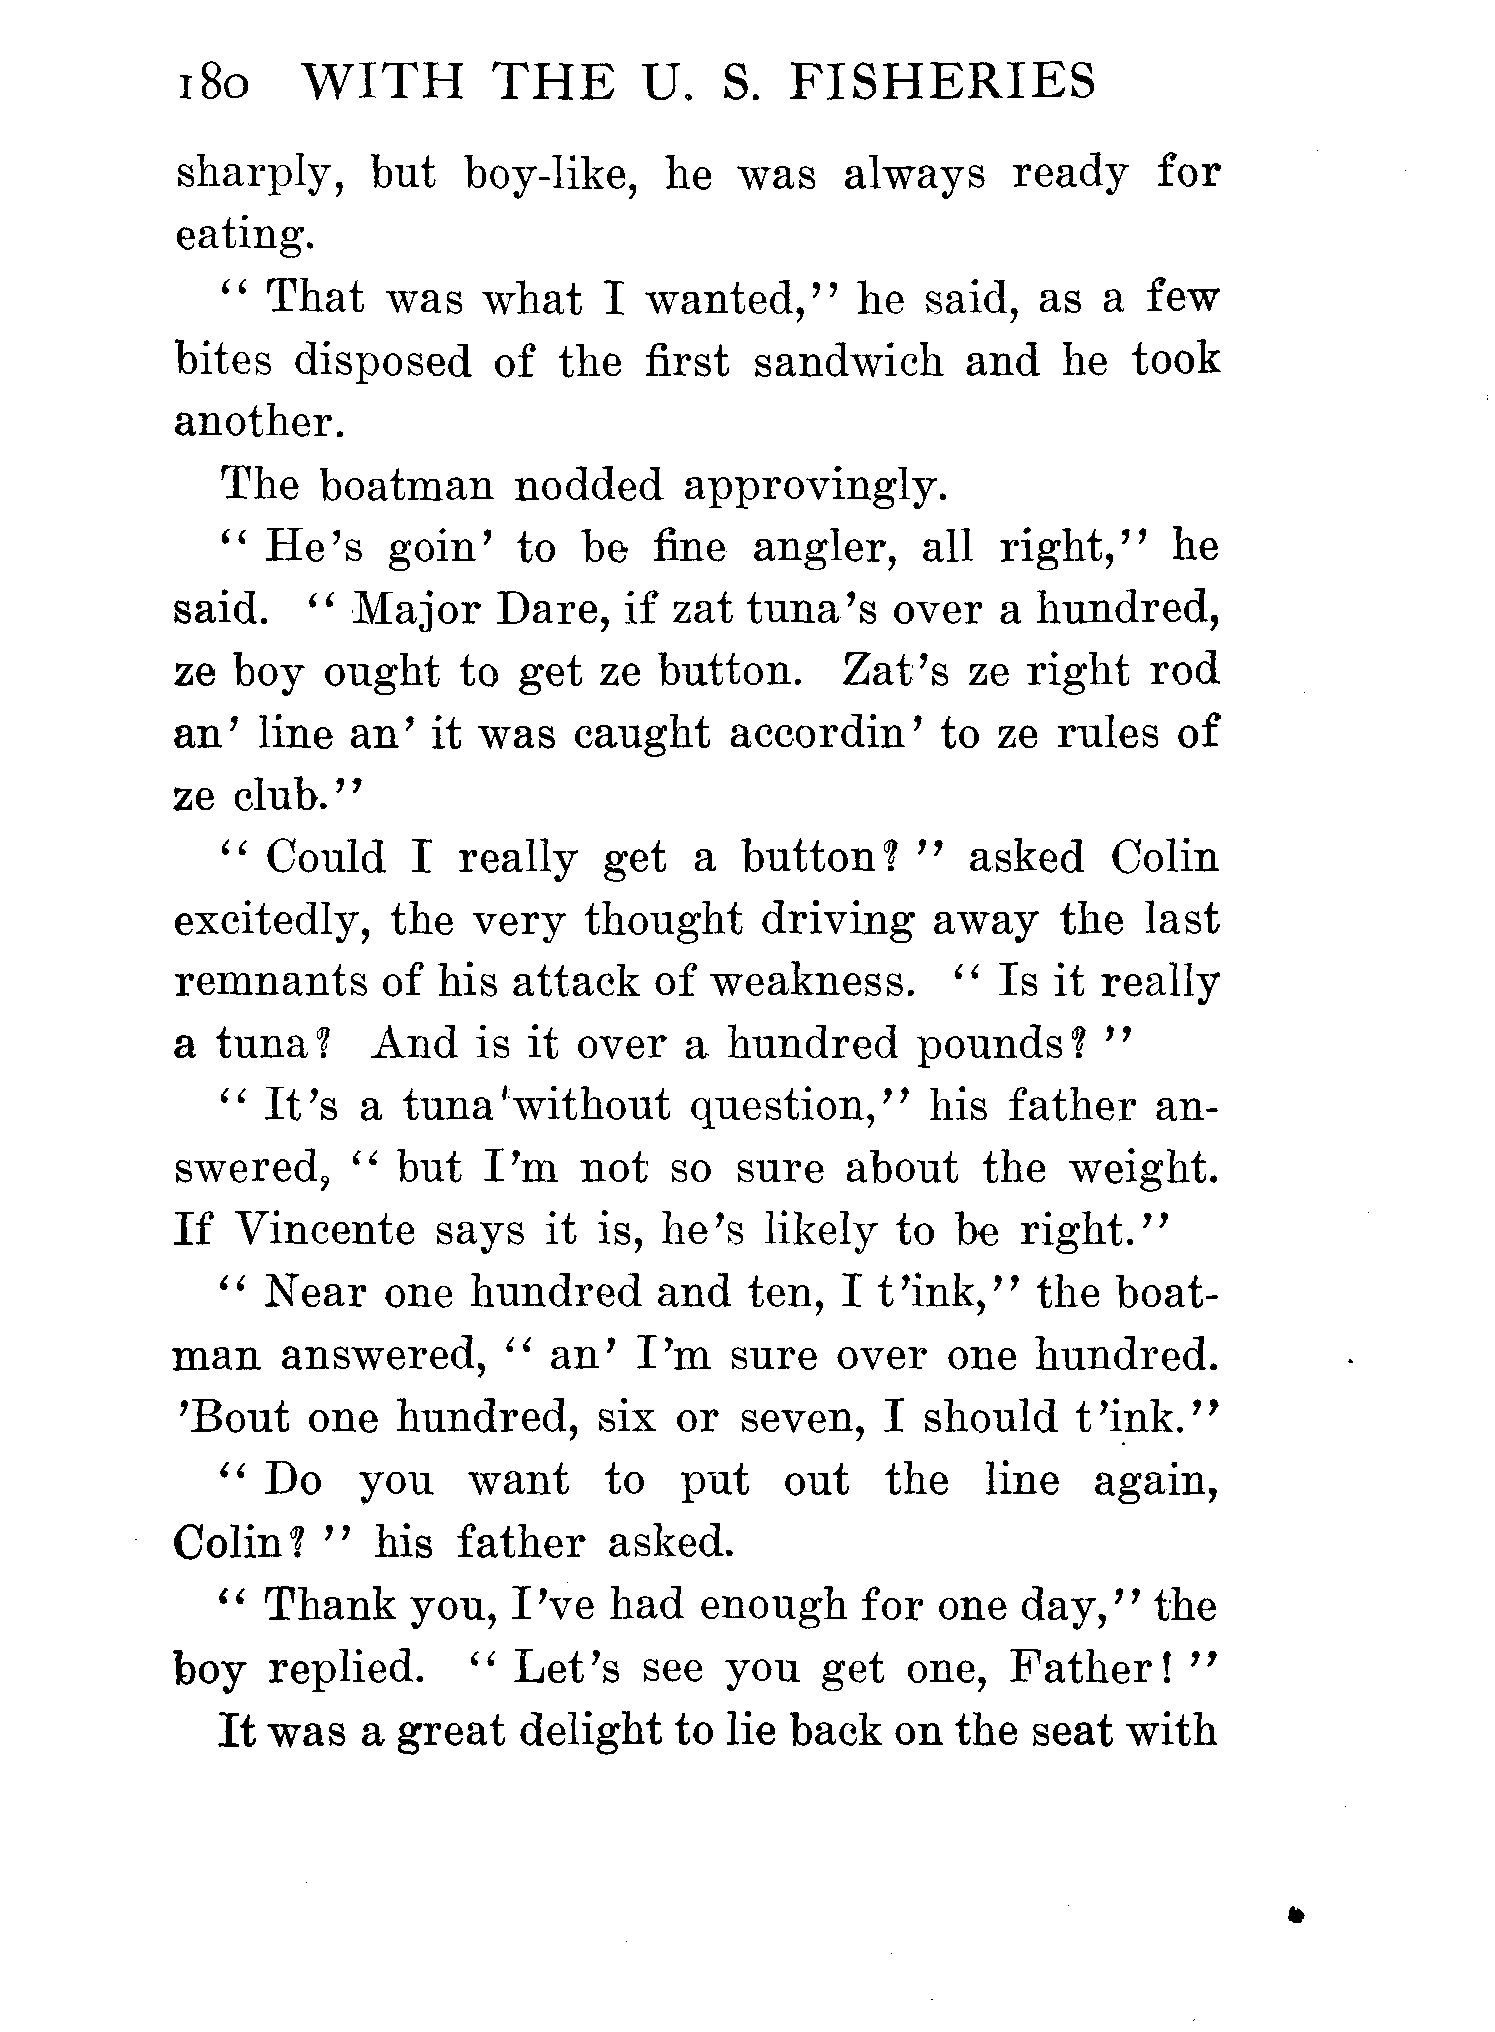 180 WITH THE U. S. FISHERIES
sharply, but boy-like, he was always ready for
eating.
“ That was what I wanted,” he said, as a few
bites disposed of the first sandwich and he took
another.
The boatman nodded approvingly.
“ He’s goin’ to be fine angler, all right,” he
said. “ Major Dare, if zat tuna’s over a hundred,
ze boy ought to get ze button. Zat’s ze right rod
an’ line an’ it was caught accordin’ to ze rules of
ze club.”
“ Could I really get a button? ” asked Colin
excitedly, the very thought driving away the last
remnants of his attack of weakness. “ Is it really
a tuna? And is it over a hundred pounds? ”
“ It’s a tuna without question,” his father an-
swered, “ but I’m not so sure about the weight.
If Vincente says it is, he’s likely to be right.”
“ Near one hundred and ten, I t’ink,” the boat-
man answered, “ an’ I’m sure over one hundred.
’Bout one hundred, six or seven, I should t’ink.”
“ Do you want to put out the line again,
Colin? ” his father asked.
“ Thank you, I’ve had enough for one day,” the
boy replied. “ Let’s see you get one, Father! ”
It was a great delight to lie back on the seat with